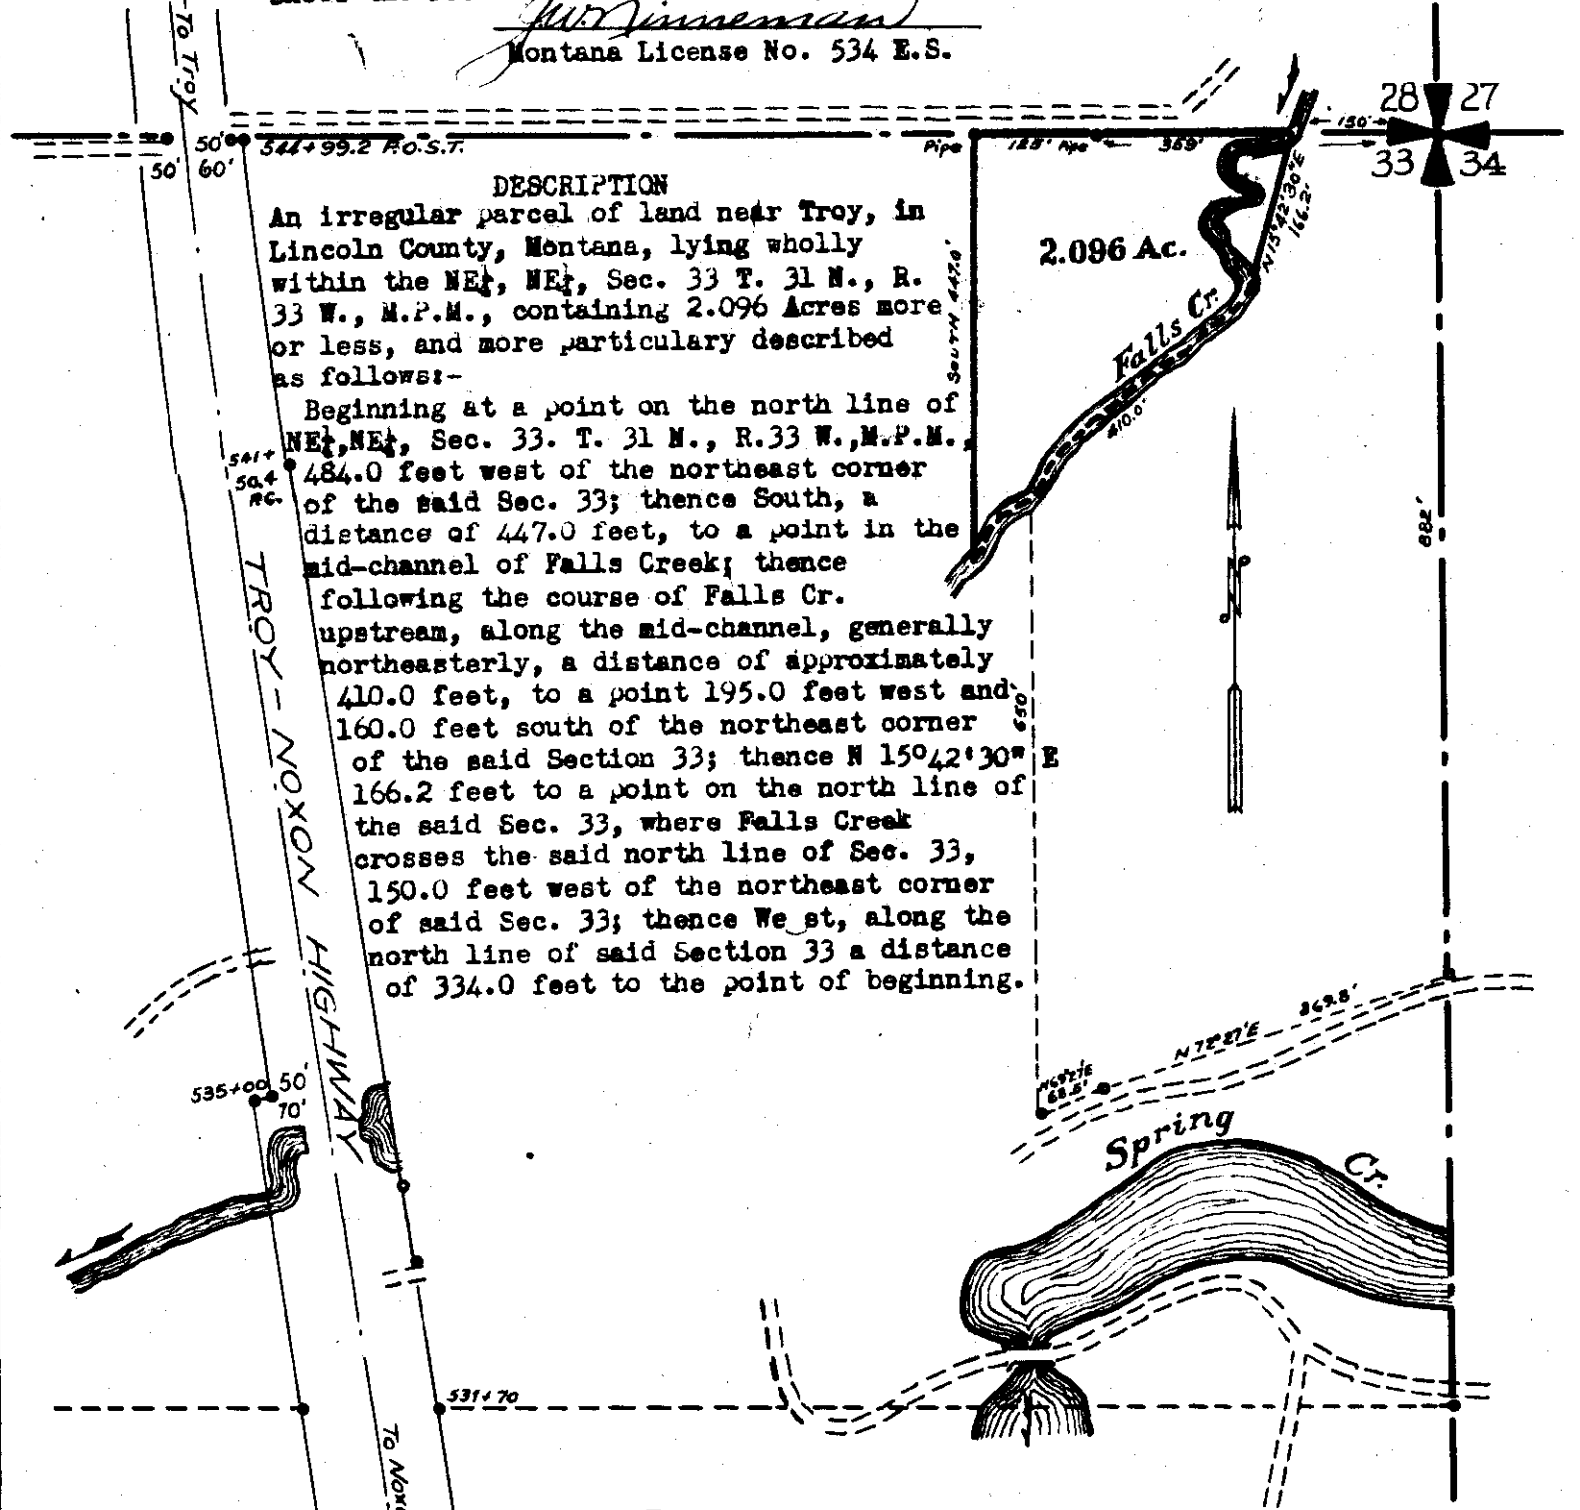 J.W. Ninneman
Montana License No. 534 E.S.
To Troy
28 27
33 34
150'
50' 544+99.2 P.O.S.T.
50' 60'
Pipe 125' Pipe 359'
N 15°42'30"E
166.2'
DESCRIPTION
An irregular parcel of land near Troy, in
Lincoln County, Montana, lying wholly
within the NE¼, NE¼, Sec. 33 T. 31 N., R.
33 W., M.P.M., containing 2.096 Acres more
or less, and more particulary described
as follows:-
Beginning at a point on the north line of
NE¼,NE¼, Sec. 33. T. 31 N., R.33 W.,M.P.M.,
484.0 feet west of the northeast corner
of the said Sec. 33; thence South, a
distance of 447.0 feet, to a point in the
mid-channel of Falls Creek; thence
following the course of Falls Cr.
upstream, along the mid-channel, generally
northeasterly, a distance of approximately
410.0 feet, to a point 195.0 feet west and
160.0 feet south of the northeast corner
of the said Section 33; thence N 15°42'30" E
166.2 feet to a point on the north line of
the said Sec. 33, where Falls Creek
crosses the said north line of Sec. 33,
150.0 feet west of the northeast corner
of said Sec. 33; thence We st, along the
north line of said Section 33 a distance
of 334.0 feet to the point of beginning.
2.096 Ac.
SOUTH 447.0'
Falls Cr.
410.0'
541+
50.4
882'
N
650'
TROY - NOXON HIGHWAY
535+00 50'
70'
N 72°27'E 369.8'
68.5'
Spring Cr.
531+70
To Noxo